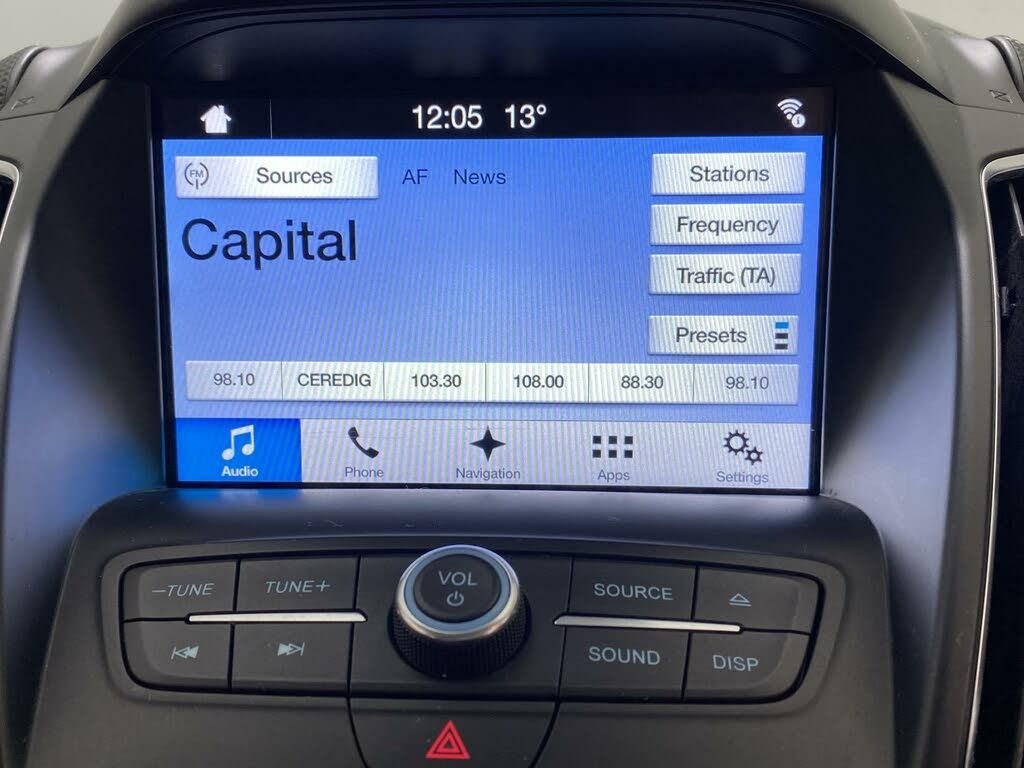 12:05 13°
FM Sources AF News Stations
Capital
Frequency
Traffic (TA)
Presets
98.10 CEREDIG 103.30 108.00 88.30 98.10
Audio Phone Navigation Apps Settings
−TUNE TUNE+ VOL SOURCE
SOUND DISP